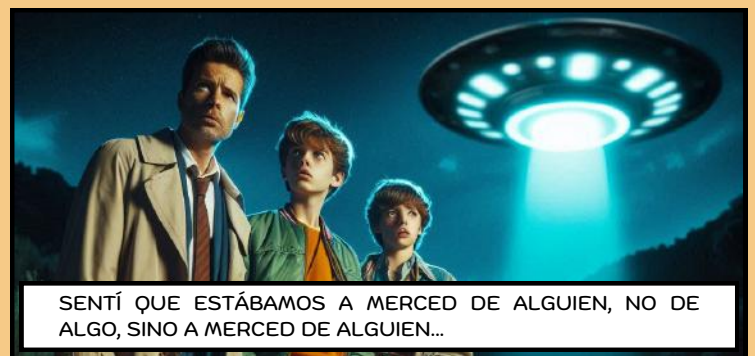 SENTÍ QUE ESTÁBAMOS A MERCED DE ALGUIEN, NO DE
ALGO, SINO A MERCED DE ALGUIEN...